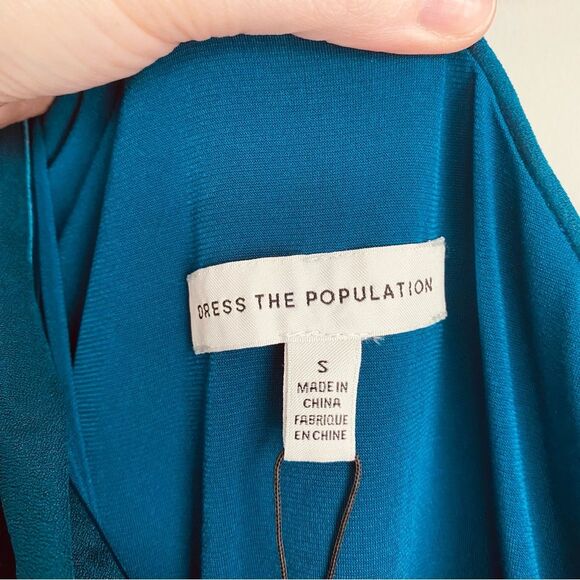 DRESS THE POPULATION
S
MADE IN
CHINA
FABRIQUE
EN CHINE